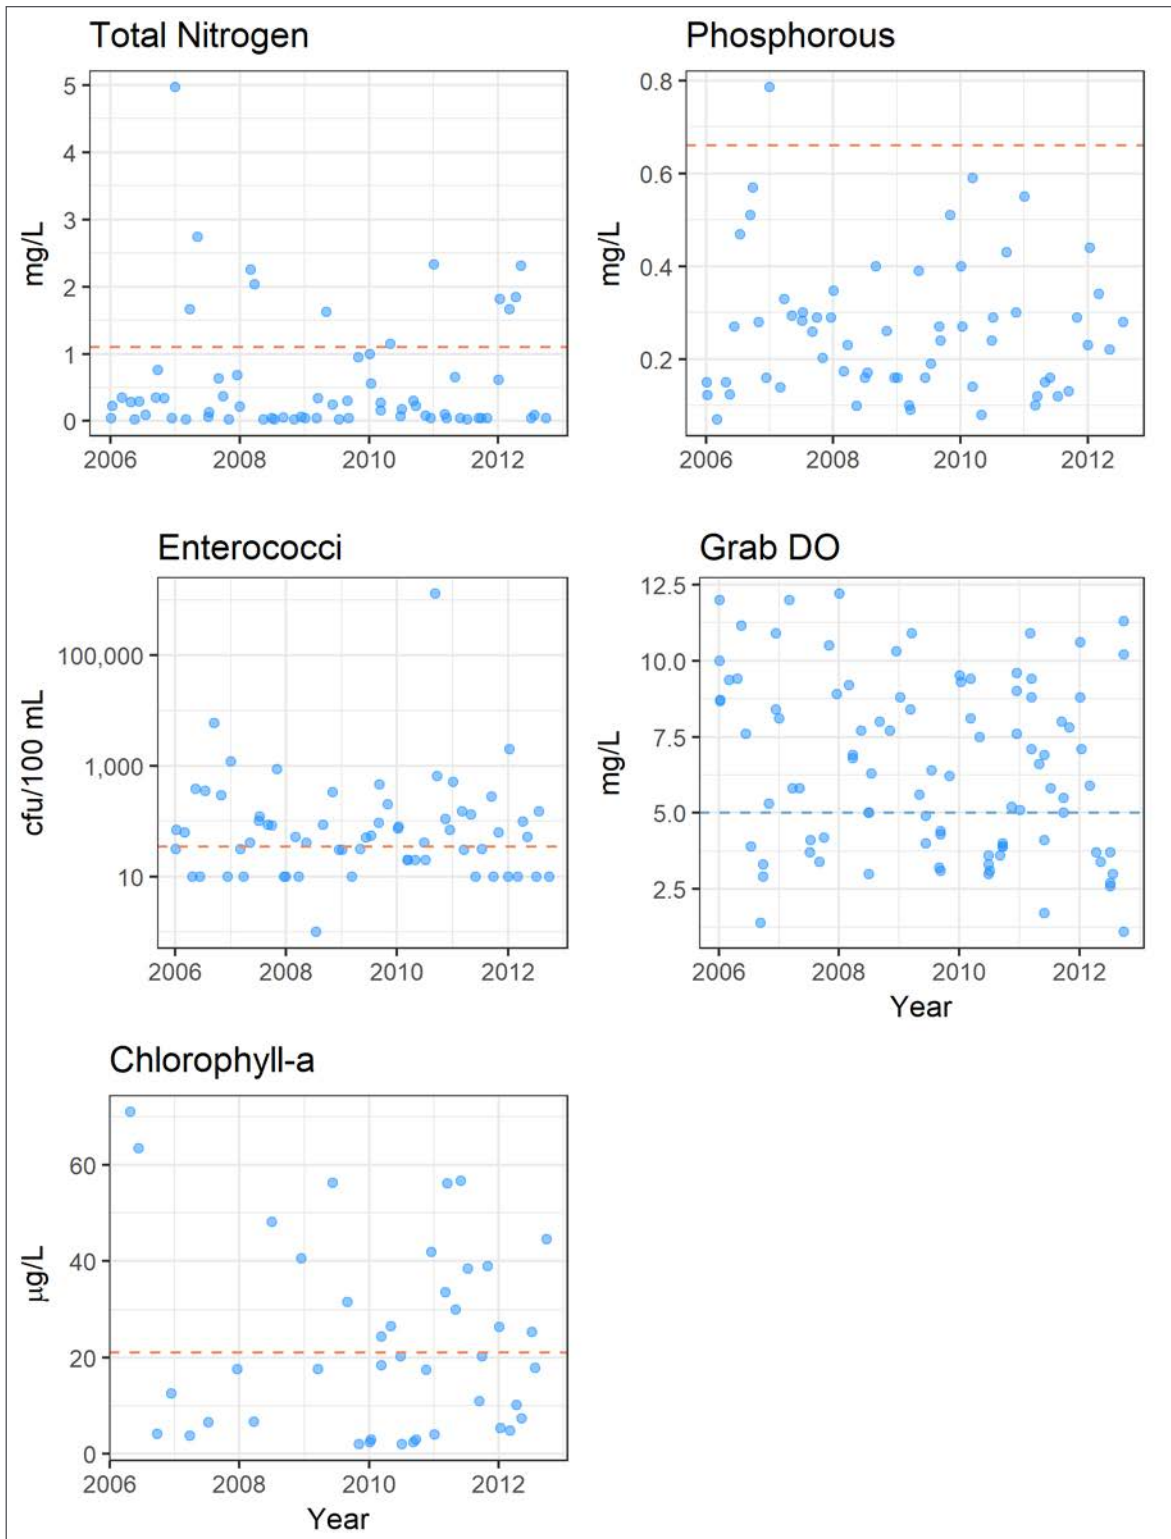 Total Nitrogen
5
4
3
2
1
0
mg/L
2006 2008 2010 2012
Phosphorous
0.8
0.6
0.4
0.2
mg/L
2006 2008 2010 2012
Enterococci
100,000
1,000
10
cfu/100 mL
2006 2008 2010 2012
Grab DO
12.5
10.0
7.5
5.0
2.5
mg/L
2006 2008 2010 2012
Year
Chlorophyll-a
60
40
20
0
μg/L
2006 2008 2010 2012
Year